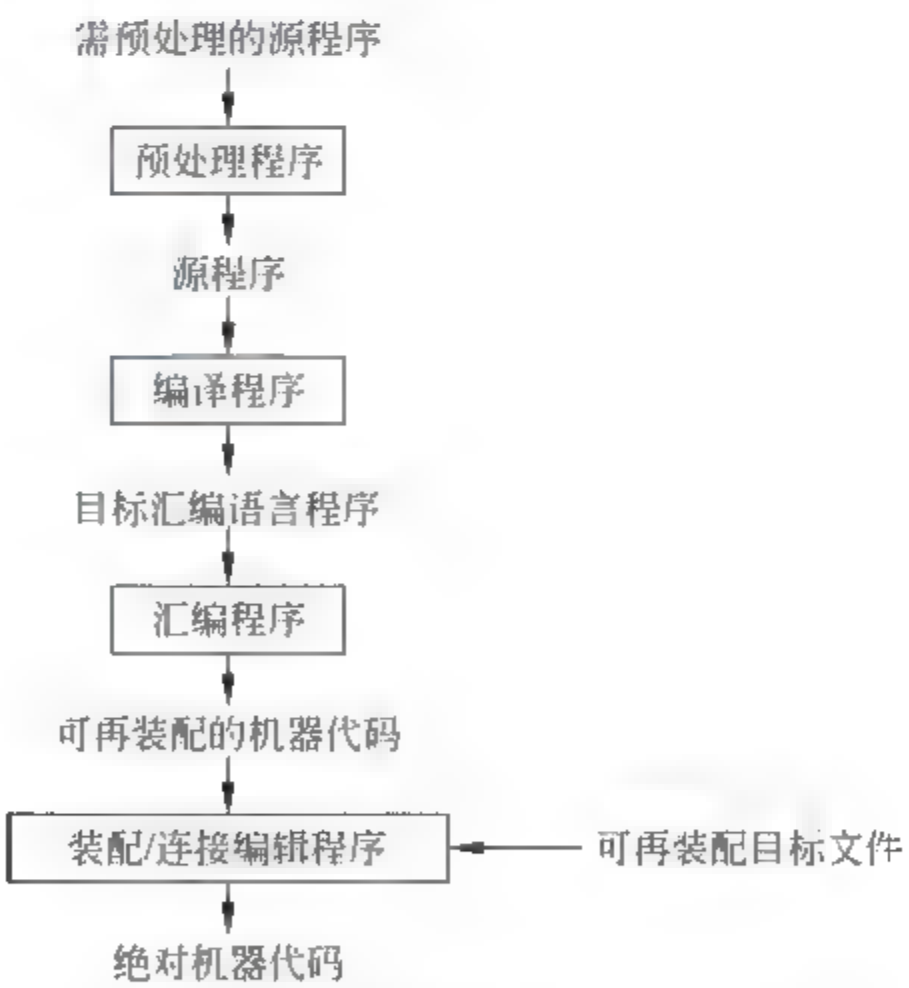 需预处理的源程序
预处理程序
源程序
编译程序
目标汇编语言程序
汇编程序
可再装配的机器代码
装配/连接编辑程序
可再装配目标文件
绝对机器代码